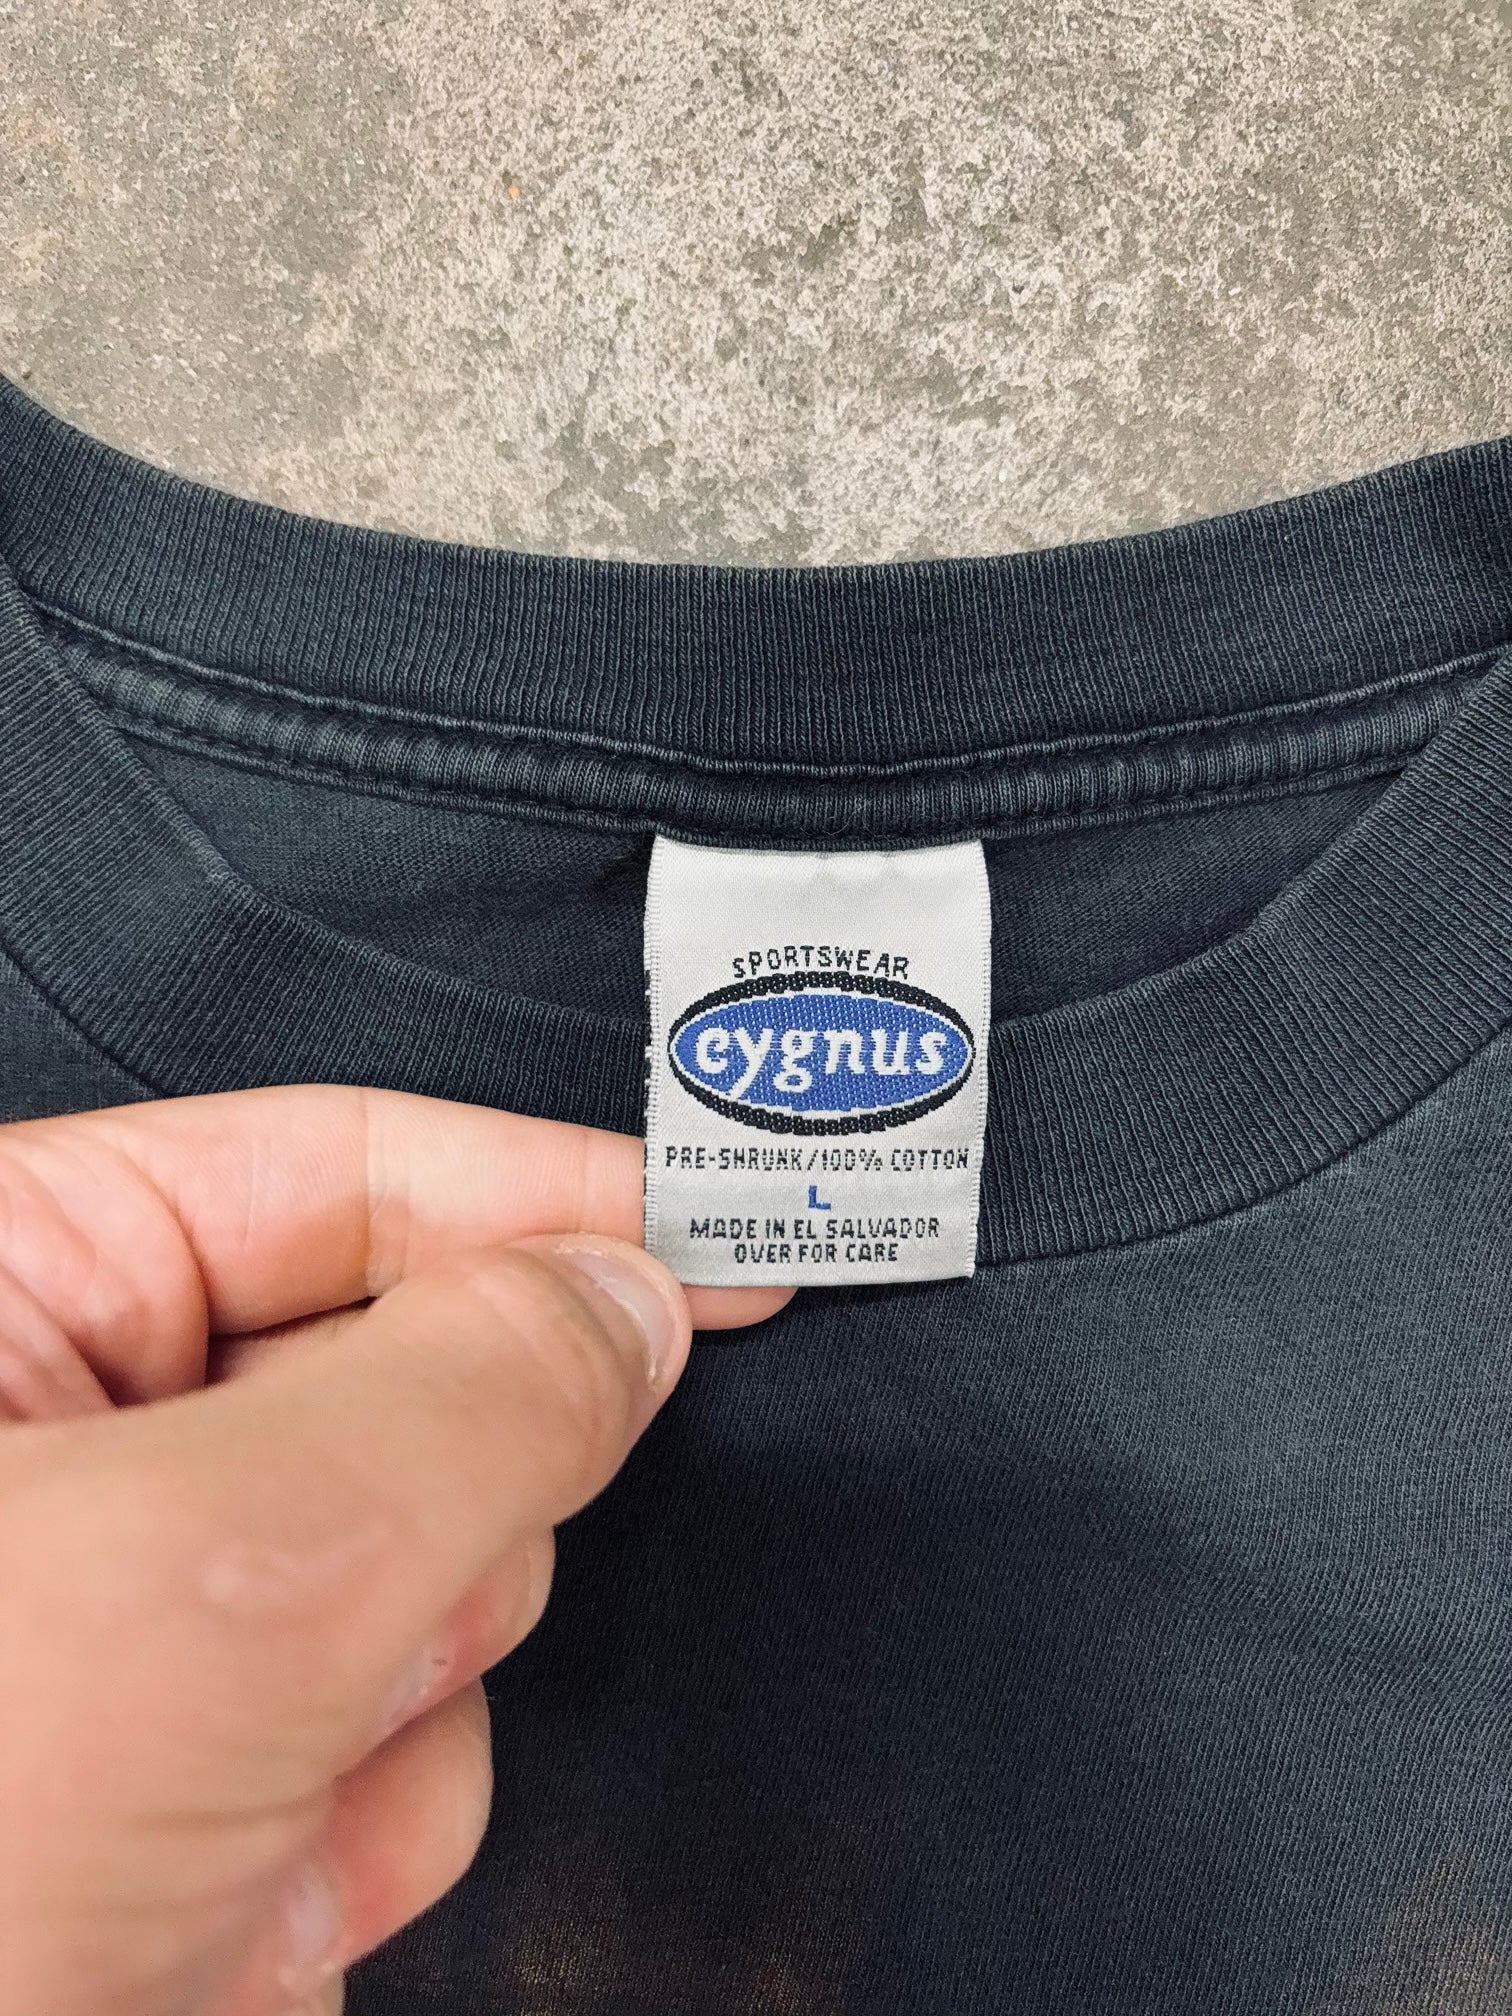 SPORTSWEAR
cygnus
PRE-SHRUNK/100% COTTON
L
MADE IN EL SALVADOR
OVER FOR CARE